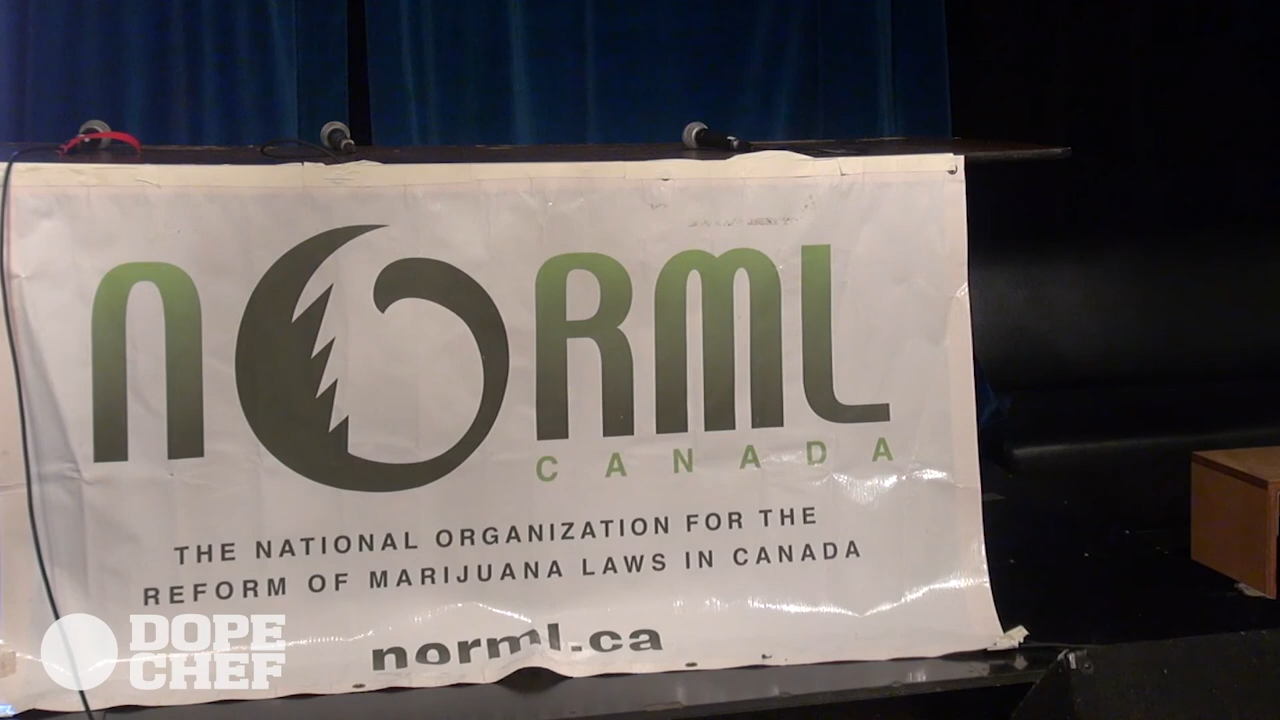 nORML
CANADA
THE NATIONAL ORGANIZATION FOR THE
REFORM OF MARIJUANA LAWS IN CANADA
norml.ca
DOPE
CHEF